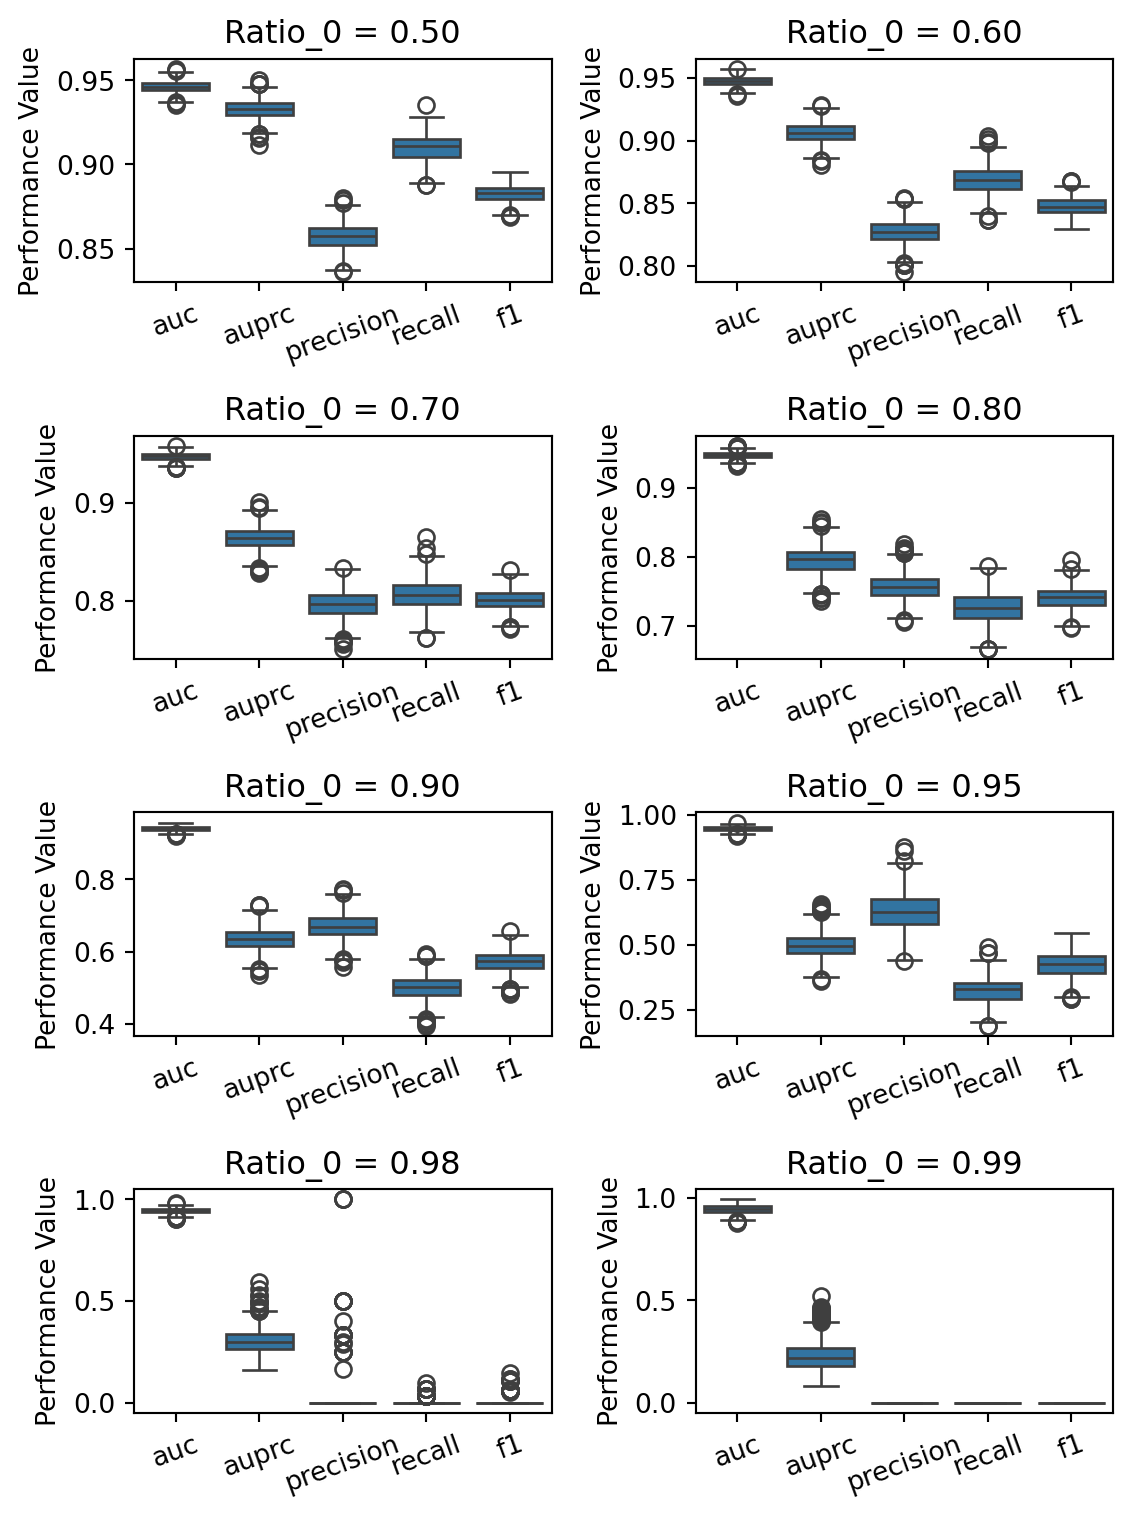 Ratio_0 = 0.50
Performance Value
0.95
0.90
0.85
auc
auprc
precision
recall
f1
Ratio_0 = 0.60
Performance Value
0.95
0.90
0.85
0.80
auc
auprc
precision
recall
f1
Ratio_0 = 0.70
Performance Value
0.9
0.8
auc
auprc
precision
recall
f1
Ratio_0 = 0.80
Performance Value
0.9
0.8
0.7
auc
auprc
precision
recall
f1
Ratio_0 = 0.90
Performance Value
0.8
0.6
0.4
auc
auprc
precision
recall
f1
Ratio_0 = 0.95
Performance Value
1.00
0.75
0.50
0.25
auc
auprc
precision
recall
f1
Ratio_0 = 0.98
Performance Value
1.0
0.5
0.0
auc
auprc
precision
recall
f1
Ratio_0 = 0.99
Performance Value
1.0
0.5
0.0
auc
auprc
precision
recall
f1